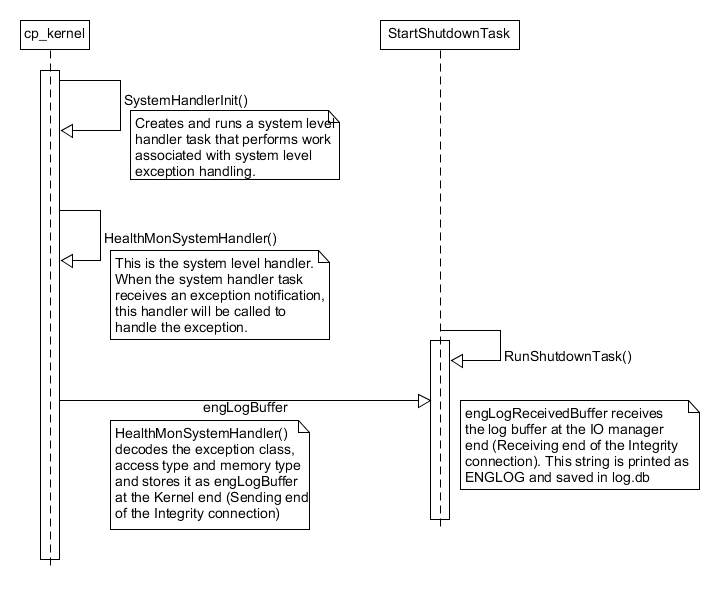 cp_kernel
StartShutdownTask
SystemHandlerInit()
Creates and runs a system level
handler task that performs work
associated with system level
exception handling.
HealthMonSystemHandler()
This is the system level handler.
When the system handler task
receives an exception notification,
this handler will be called to
handle the exception.
RunShutdownTask()
engLogBuffer
HealthMonSystemHandler()
decodes the exception class,
access type and memory type
and stores it as engLogBuffer
at the Kernel end (Sending end
of the Integrity connection)
engLogReceivedBuffer receives
the log buffer at the IO manager
end (Receiving end of the Integrity
connection). This string is printed as
ENGLOG and saved in log.db